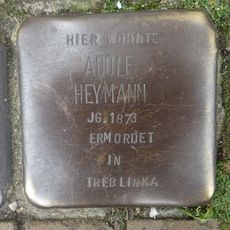 HIER WOHNTE
ADOLF
HEYMANN
JG. 1873
ERMORDET
IN
TREBLINKA